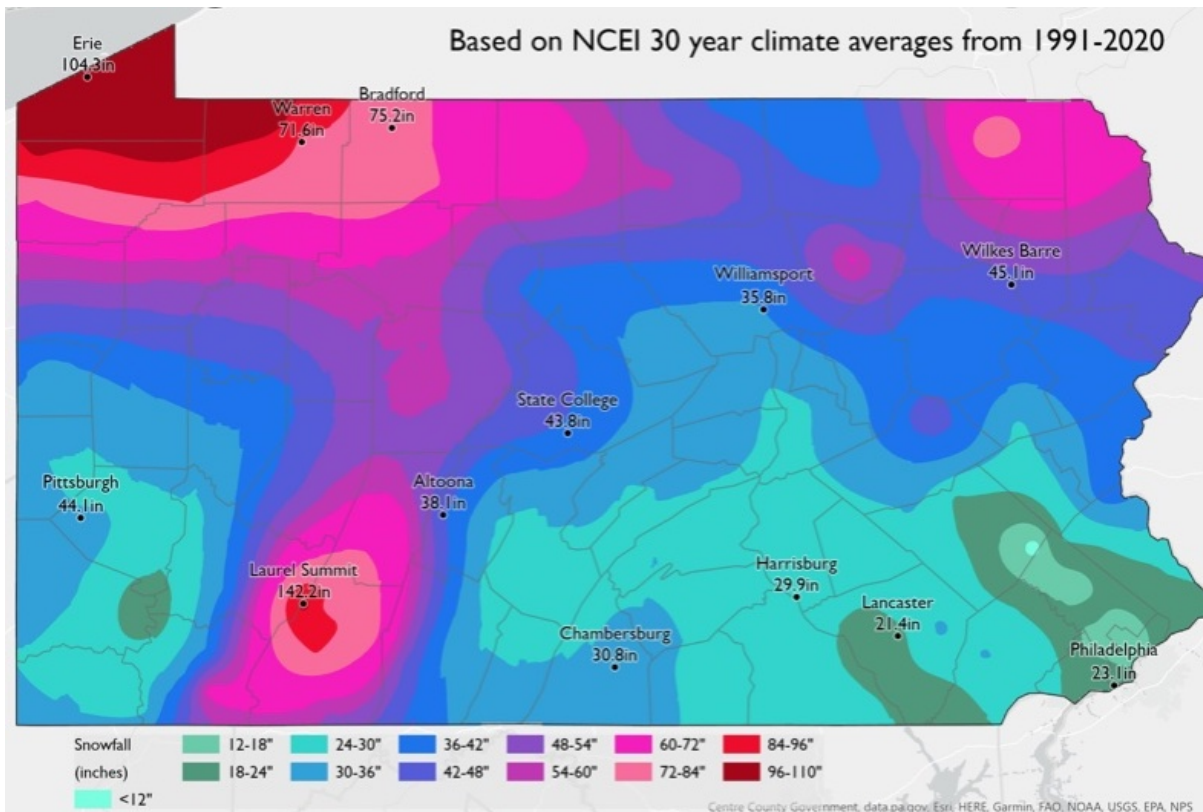 Based on NCEI 30 year climate averages from 1991-2020
Erie
104.3in
Warren
71.6in
Bradford
75.2in
Wilkes Barre
45.1in
Williamsport
35.8in
State College
43.8in
Pittsburgh
44.1in
Altoona
38.1in
Laurel Summit
142.2in
Harrisburg
29.9in
Lancaster
21.4in
Chambersburg
30.8in
Philadelphia
23.1in
Snowfall 12-18" 24-30" 36-42" 48-54" 60-72" 84-96"
(inches) 18-24" 30-36" 42-48" 54-60" 72-84" 96-110"
<12"
Centre County Government, data.pa.gov, Esri, HERE, Garmin, FAO, NOAA, USGS, EPA, NPS